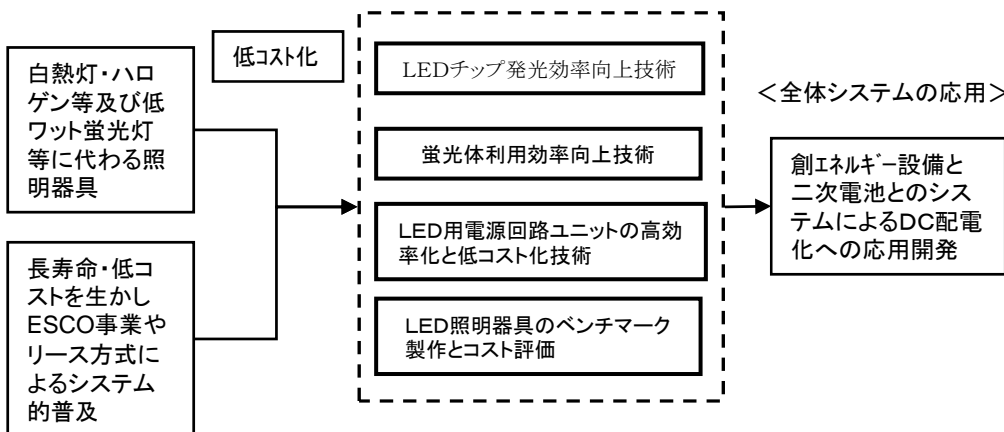 白熱灯・ハロ
ゲン等及び低
ワット蛍光灯
等に代わる照
明器具
長寿命・低コ
ストを生かし
ESCO事業や
リース方式に
よるシステム
的普及
低ｺｽﾄ化
LEDチップ発光効率向上技術
蛍光体利用効率向上技術
LED用電源回路ユニットの高効
率化と低コスト化技術
LED照明器具のベンチマーク
製作とコスト評価
＜全体システムの応用＞
創ｴﾈﾙｷﾞｰ設備と
二次電池とのシス
テムによるDC配電
化への応用開発